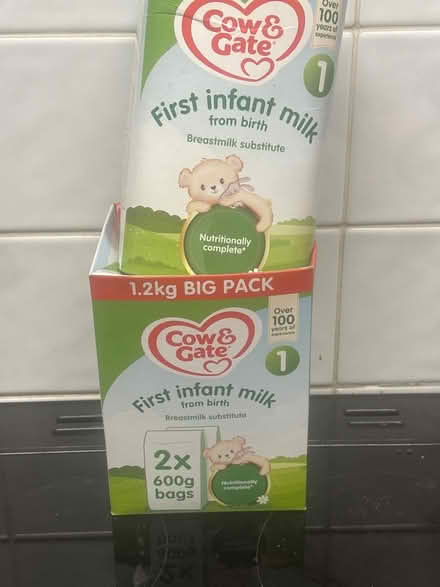 Cow &
Gate
Over
100
years of
experience
1
First infant milk
from birth
Breastmilk substitute
Nutritionally
complete*
1.2kg BIG PACK
Cow &
Gate
Over
100
years of
experience
1
First infant milk
from birth
Breastmilk substitute
2x
600g
bags
Nutritionally
complete*